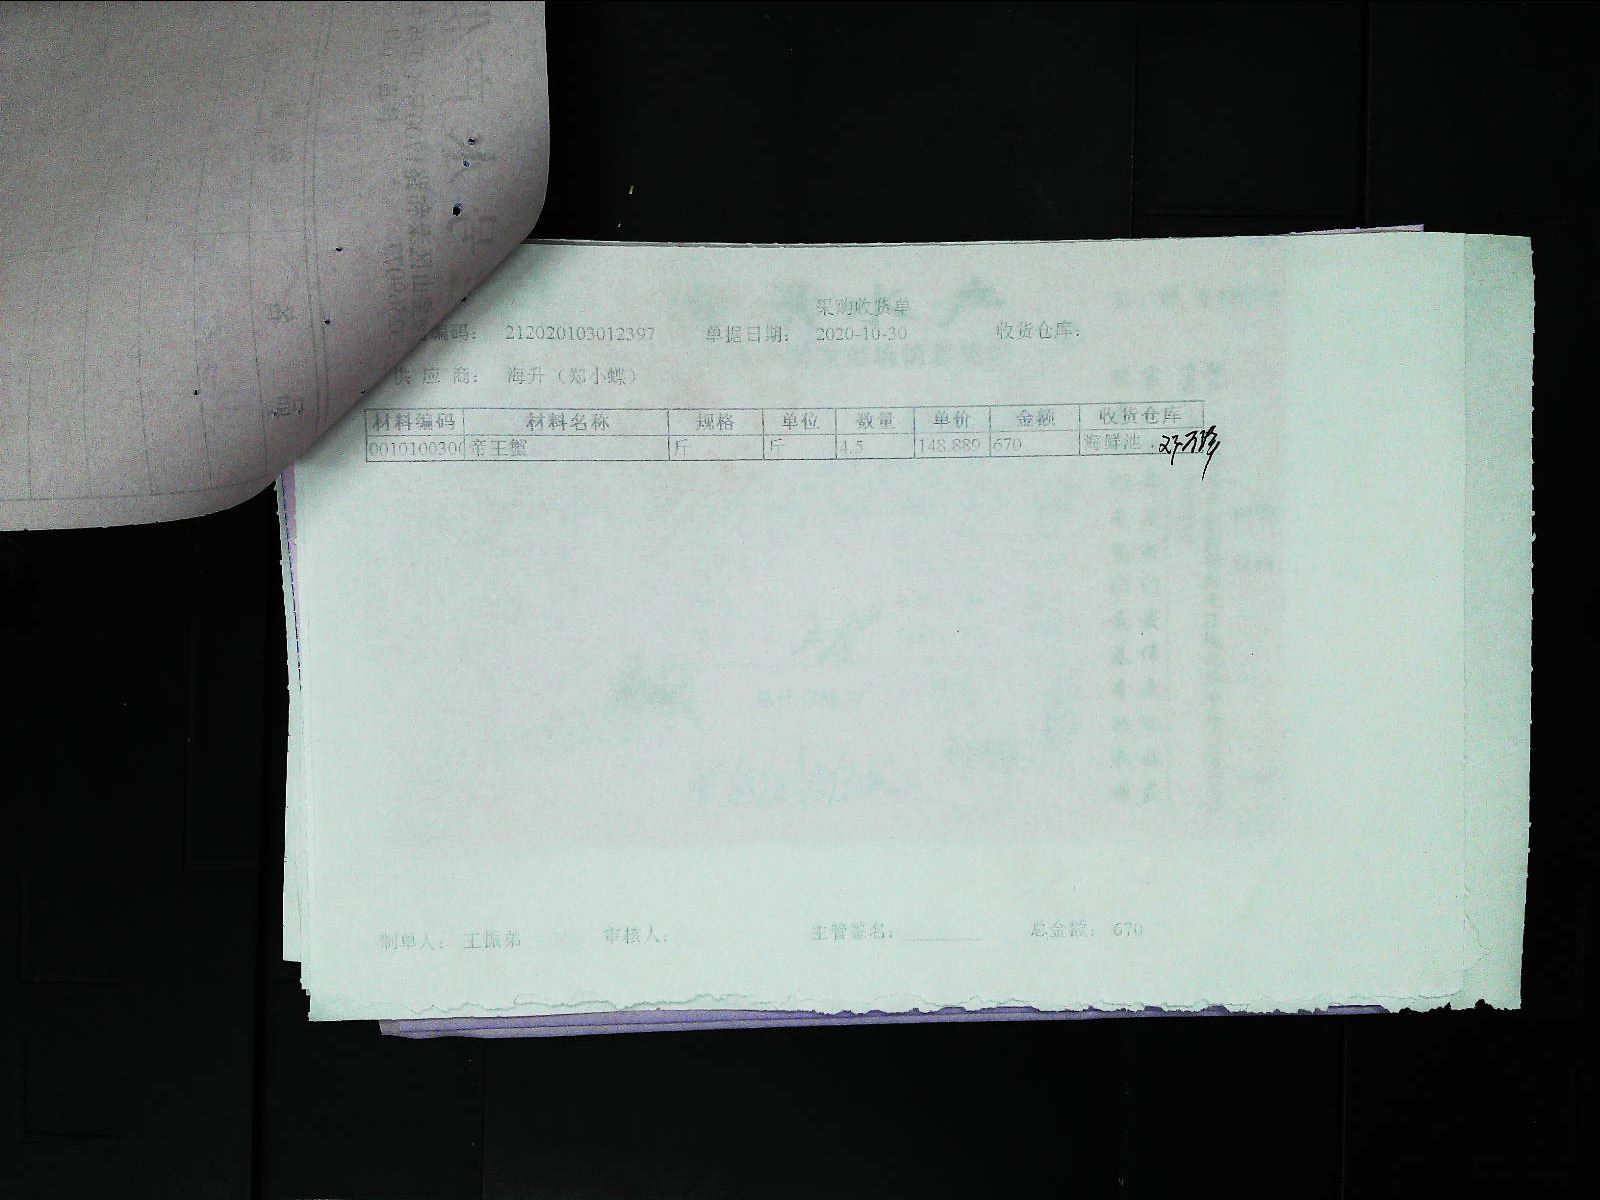 采购收货单
编码: 212020103012397 单据日期: 2020-10-30 收货仓库:
供 应 商: 海升（郑小蝶）
材料编码 材料名称 规格 单位 数量 单价 金额 收货仓库
0010100300 帝王蟹 斤 斤 4.5 148.889 670 海鲜池
制单人: 王振弟 审核人: 主管签名: 总金额: 670